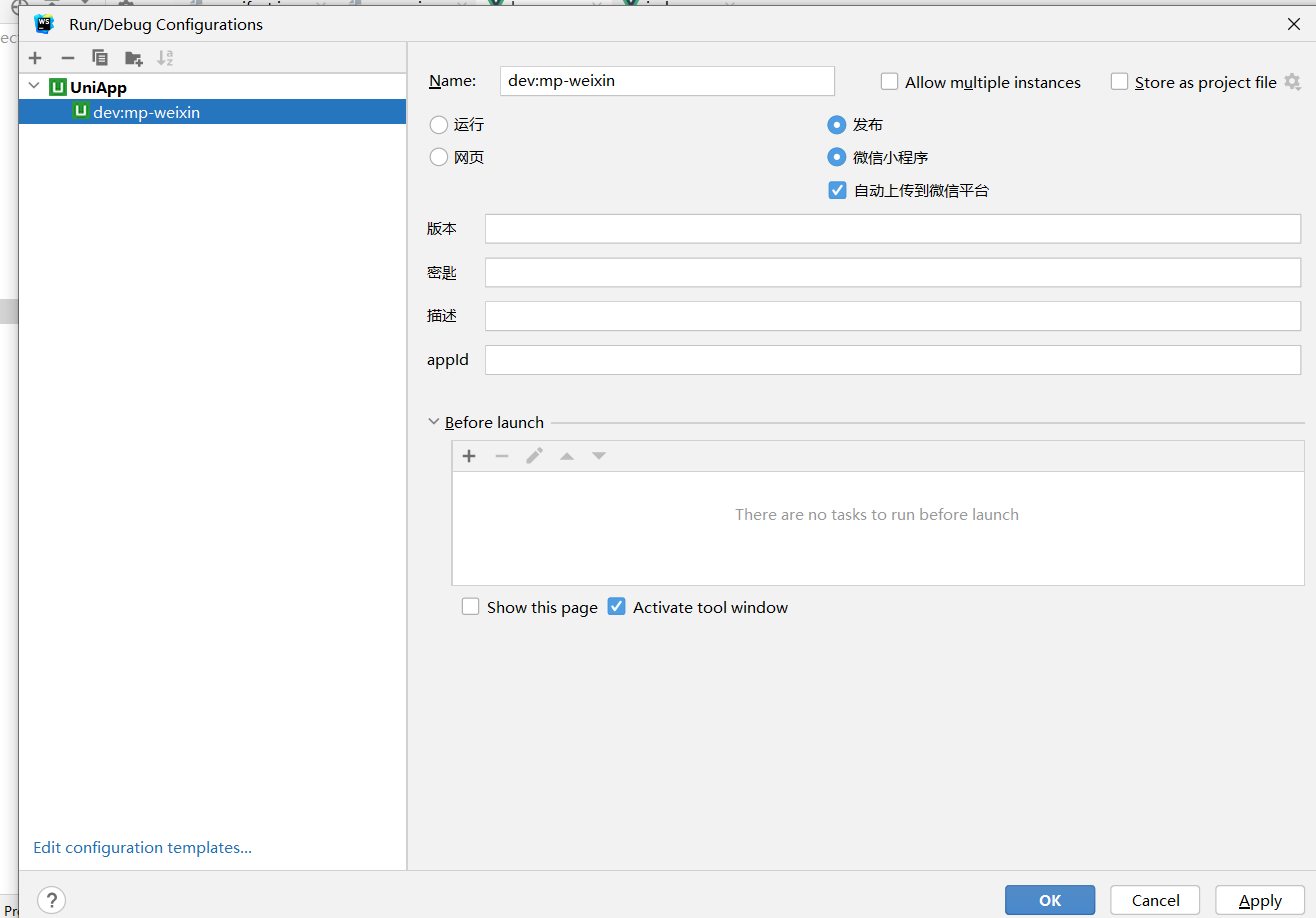 Run/Debug Configurations
UniApp
dev:mp-weixin
Name:
dev:mp-weixin
Allow multiple instances
Store as project file
运行
发布
网页
微信小程序
自动上传到微信平台
版本
密匙
描述
appId
Before launch
There are no tasks to run before launch
Show this page
Activate tool window
Edit configuration templates...
?
OK
Cancel
Apply